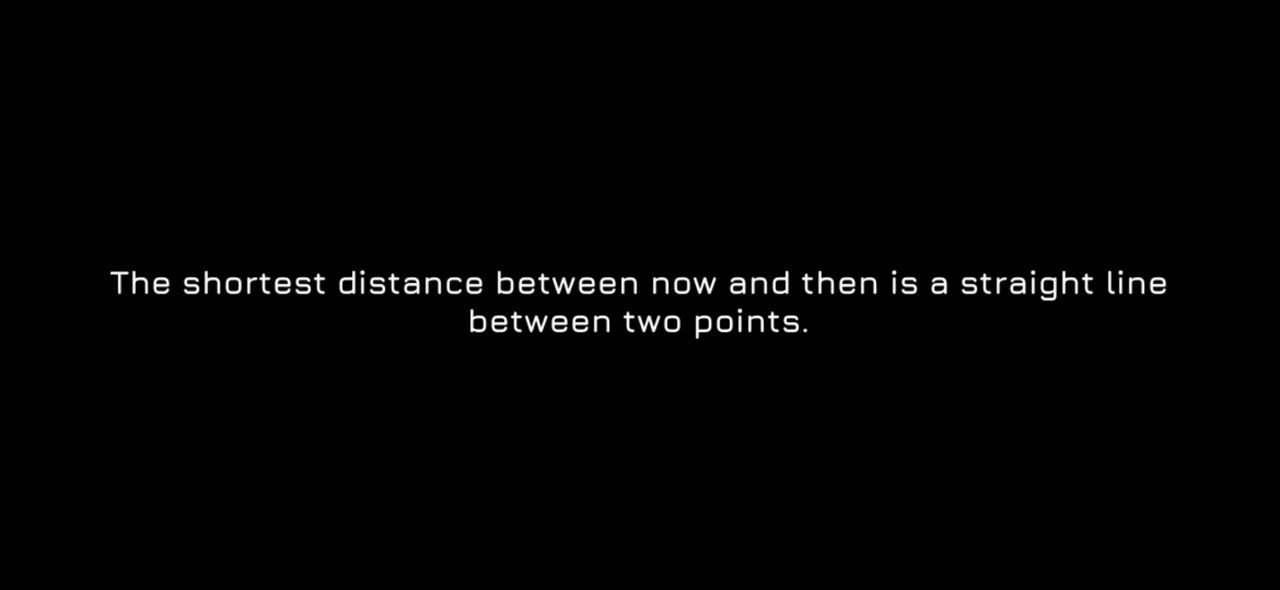 The shortest distance between now and then is a straight line
between two points.